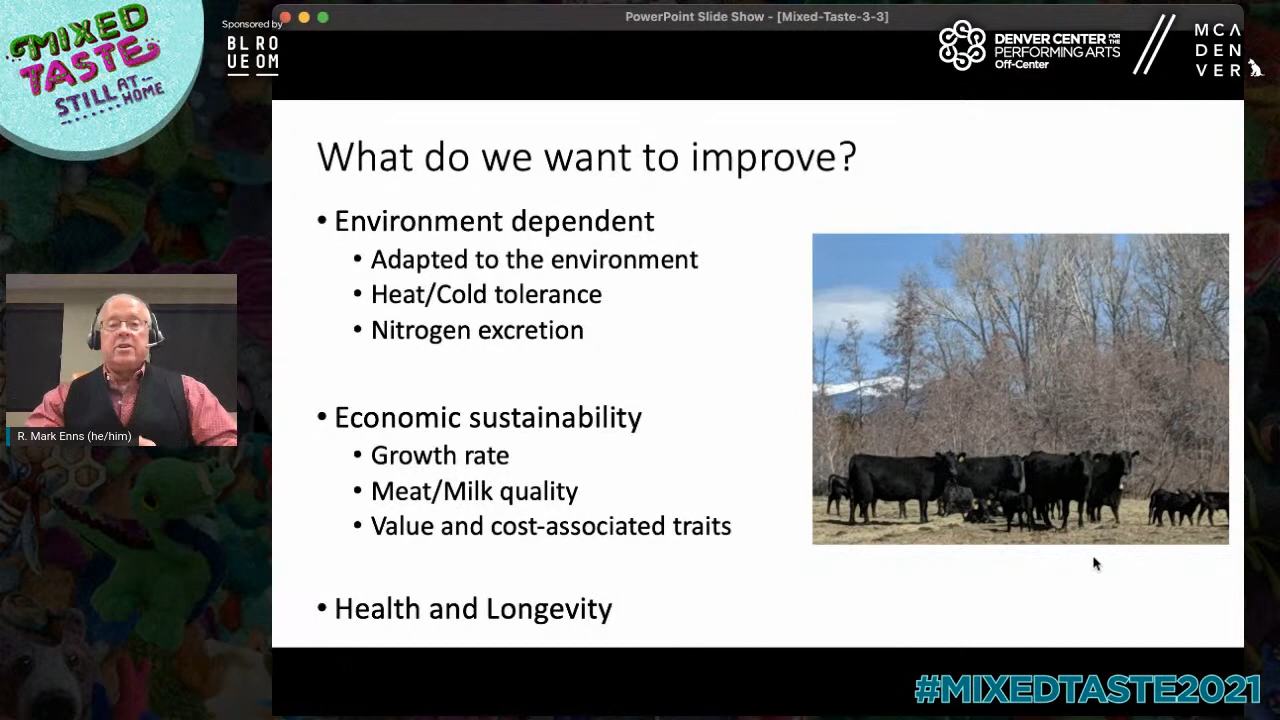 MIXED
TASTE
STILL AT
HOME
Sponsored by
BL RO
UE OM
PowerPoint Slide Show - [Mixed-Taste-3-3]
DENVER CENTER FOR THE
PERFORMING ARTS
Off-Center
MCA
DEN
VER
What do we want to improve?
• Environment dependent
• Adapted to the environment
• Heat/Cold tolerance
• Nitrogen excretion
• Economic sustainability
• Growth rate
• Meat/Milk quality
• Value and cost-associated traits
• Health and Longevity
R. Mark Enns (he/him)
#MIXEDTASTE2021